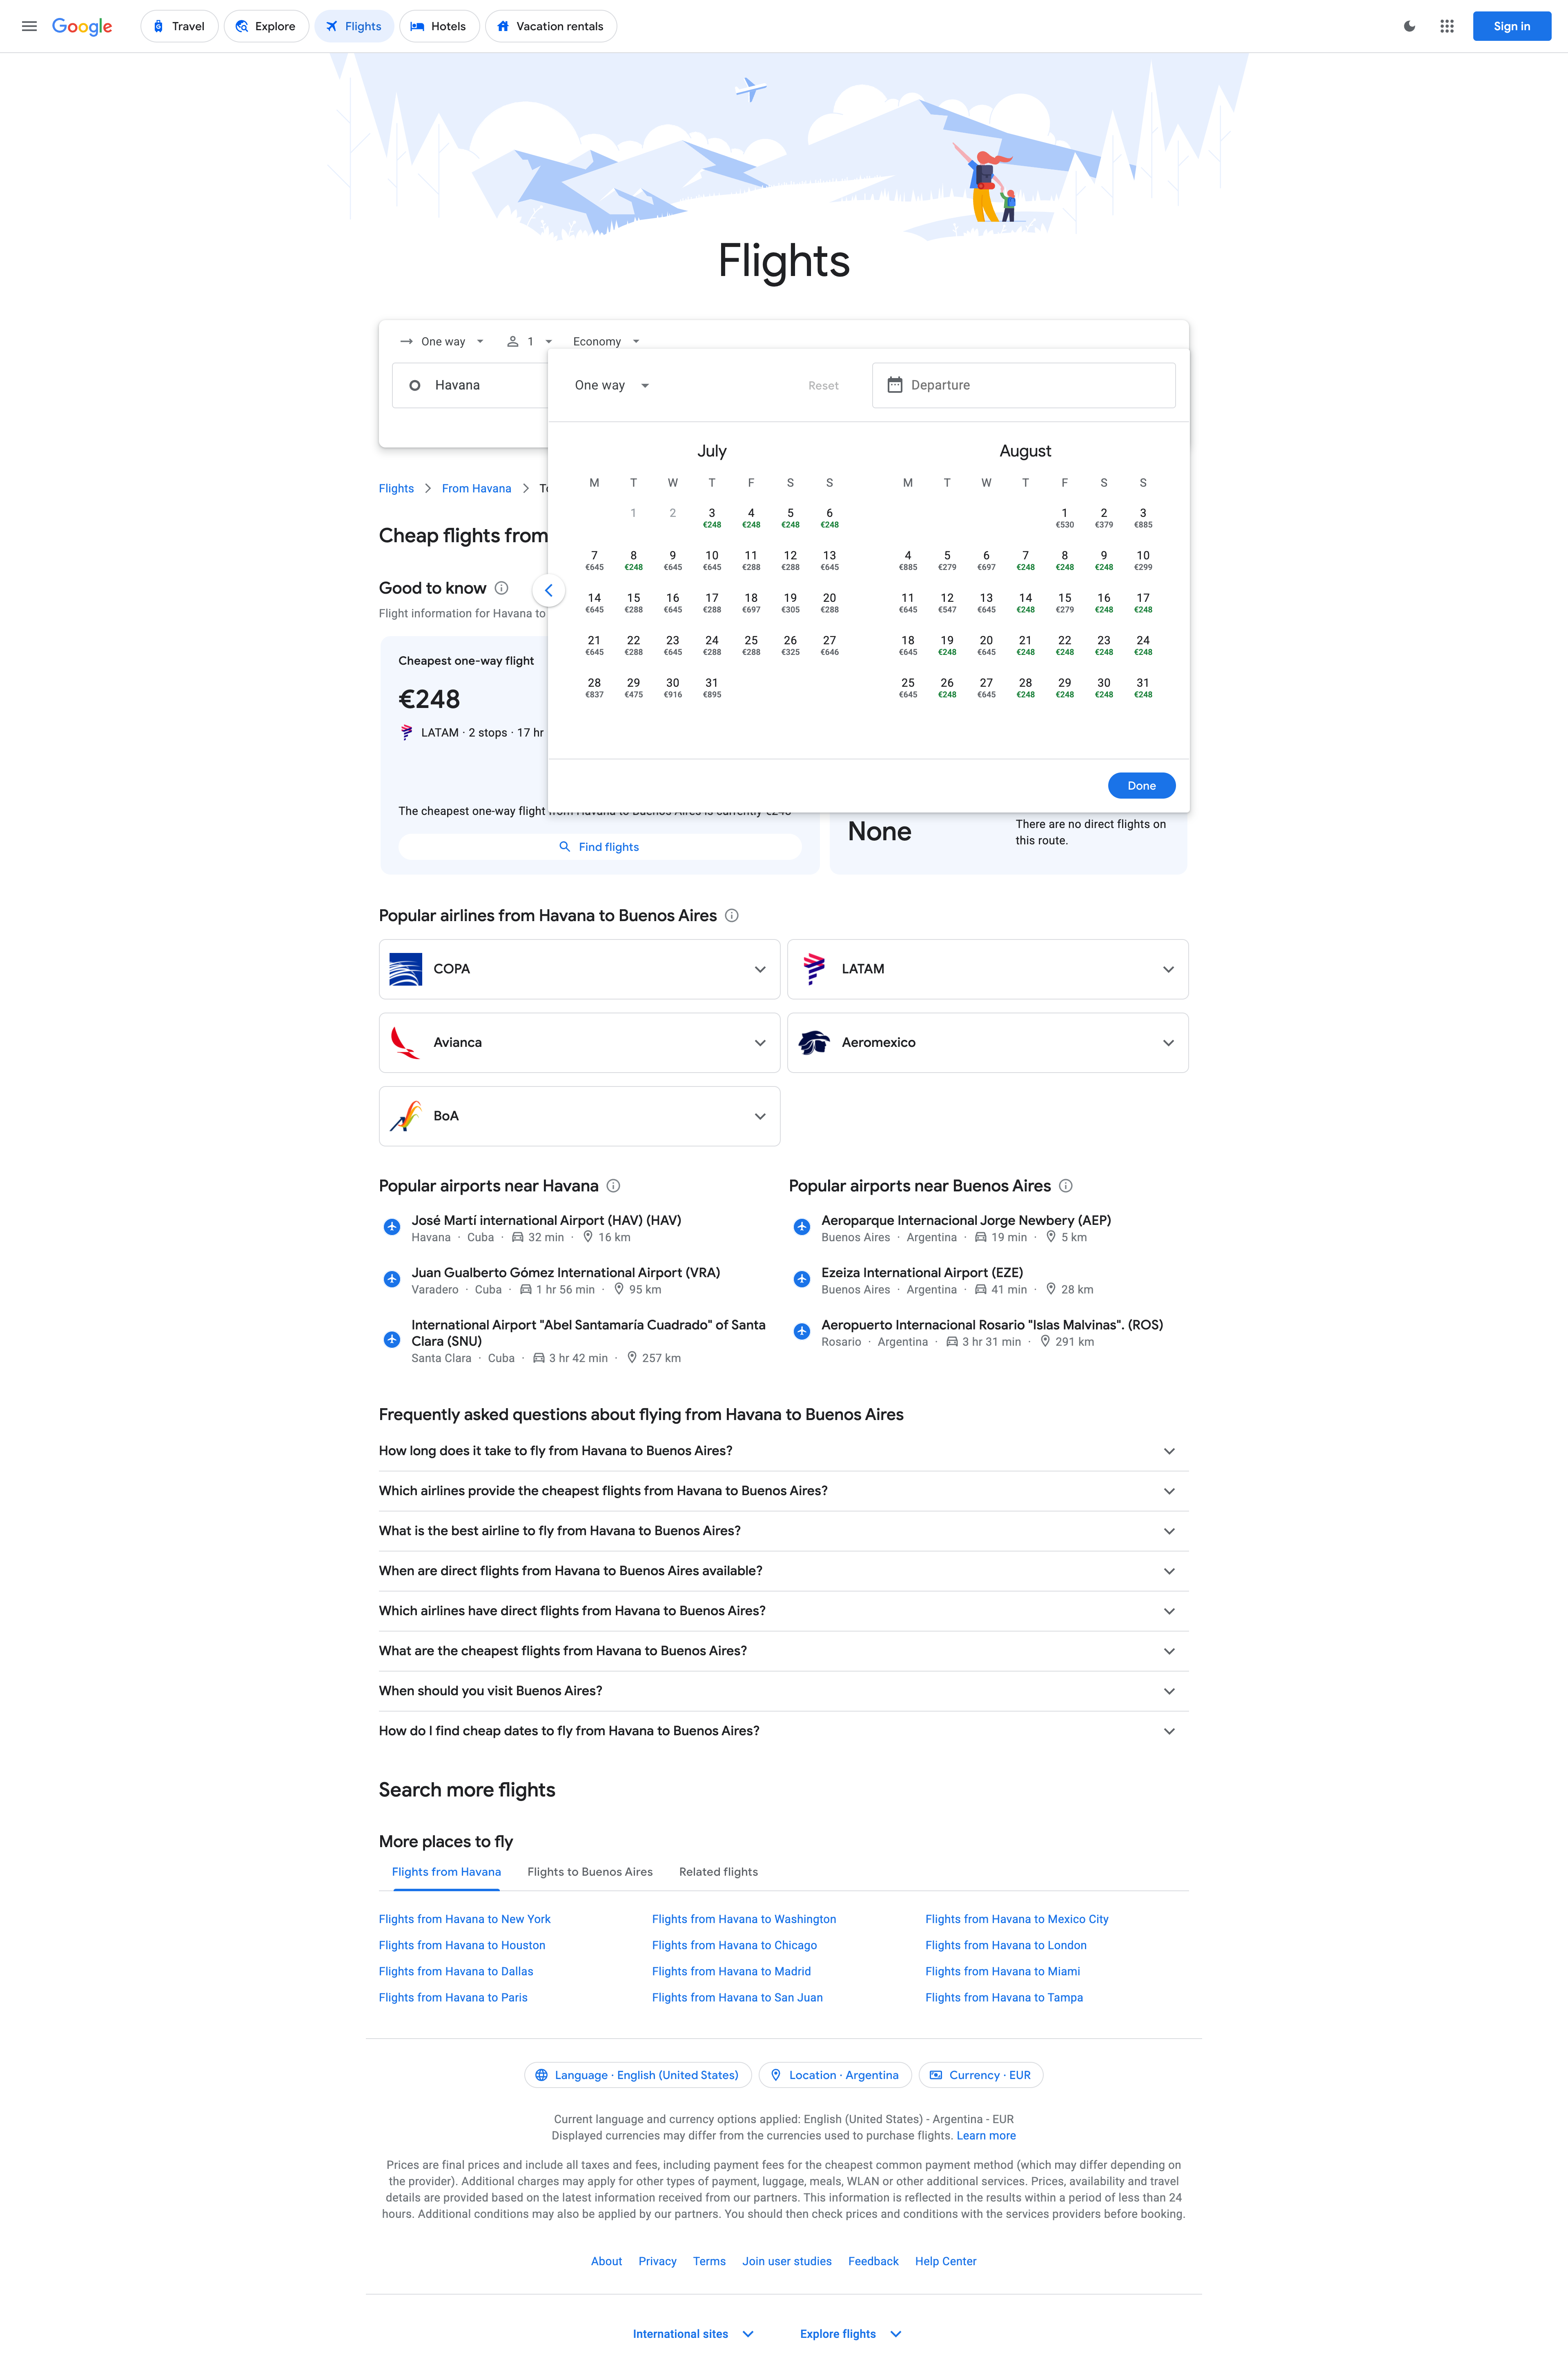 Google
Travel
Explore
Flights
Hotels
Vacation rentals
Sign in
Flights
One way
1
Economy
Havana
One way
Reset
Departure
July
M T W T F S S
1 2 3 4 5 6
€248 €248 €248 €248
7 8 9 10 11 12 13
€645 €248 €645 €645 €288 €288 €645
14 15 16 17 18 19 20
€645 €288 €645 €288 €697 €305 €288
21 22 23 24 25 26 27
€645 €288 €645 €288 €288 €325 €646
28 29 30 31
€837 €475 €916 €895
August
M T W T F S S
1 2 3
€530 €379 €885
4 5 6 7 8 9 10
€885 €279 €697 €248 €248 €248 €299
11 12 13 14 15 16 17
€645 €547 €645 €248 €279 €248 €248
18 19 20 21 22 23 24
€645 €248 €645 €248 €248 €248 €248
25 26 27 28 29 30 31
€645 €248 €645 €248 €248 €248 €248
Done
Flights
From Havana
Cheap flights from
Good to know
Flight information for Havana to
Cheapest one-way flight
€248
LATAM · 2 stops · 17 hr
The cheapest one-way flight from Havana to Buenos Aires is currently €248
Find flights
None
There are no direct flights on
this route.
Popular airlines from Havana to Buenos Aires
COPA
LATAM
Avianca
Aeromexico
BoA
Popular airports near Havana
José Martí international Airport (HAV) (HAV)
Havana · Cuba · 32 min · 16 km
Juan Gualberto Gómez International Airport (VRA)
Varadero · Cuba · 1 hr 56 min · 95 km
International Airport "Abel Santamaría Cuadrado" of Santa
Clara (SNU)
Santa Clara · Cuba · 3 hr 42 min · 257 km
Popular airports near Buenos Aires
Aeroparque Internacional Jorge Newbery (AEP)
Buenos Aires · Argentina · 19 min · 5 km
Ezeiza International Airport (EZE)
Buenos Aires · Argentina · 41 min · 28 km
Aeropuerto Internacional Rosario "Islas Malvinas". (ROS)
Rosario · Argentina · 3 hr 31 min · 291 km
Frequently asked questions about flying from Havana to Buenos Aires
How long does it take to fly from Havana to Buenos Aires?
Which airlines provide the cheapest flights from Havana to Buenos Aires?
What is the best airline to fly from Havana to Buenos Aires?
When are direct flights from Havana to Buenos Aires available?
Which airlines have direct flights from Havana to Buenos Aires?
What are the cheapest flights from Havana to Buenos Aires?
When should you visit Buenos Aires?
How do I find cheap dates to fly from Havana to Buenos Aires?
Search more flights
More places to fly
Flights from Havana
Flights to Buenos Aires
Related flights
Flights from Havana to New York
Flights from Havana to Washington
Flights from Havana to Mexico City
Flights from Havana to Houston
Flights from Havana to Chicago
Flights from Havana to London
Flights from Havana to Dallas
Flights from Havana to Madrid
Flights from Havana to Miami
Flights from Havana to Paris
Flights from Havana to San Juan
Flights from Havana to Tampa
Language · English (United States)
Location · Argentina
Currency · EUR
Current language and currency options applied: English (United States) - Argentina - EUR
Displayed currencies may differ from the currencies used to purchase flights. Learn more
Prices are final prices and include all taxes and fees, including payment fees for the cheapest common payment method (which may differ depending on
the provider). Additional charges may apply for other types of payment, luggage, meals, WLAN or other additional services. Prices, availability and travel
details are provided based on the latest information received from our partners. This information is reflected in the results within a period of less than 24
hours. Additional conditions may also be applied by our partners. You should then check prices and conditions with the services providers before booking.
About
Privacy
Terms
Join user studies
Feedback
Help Center
International sites
Explore flights